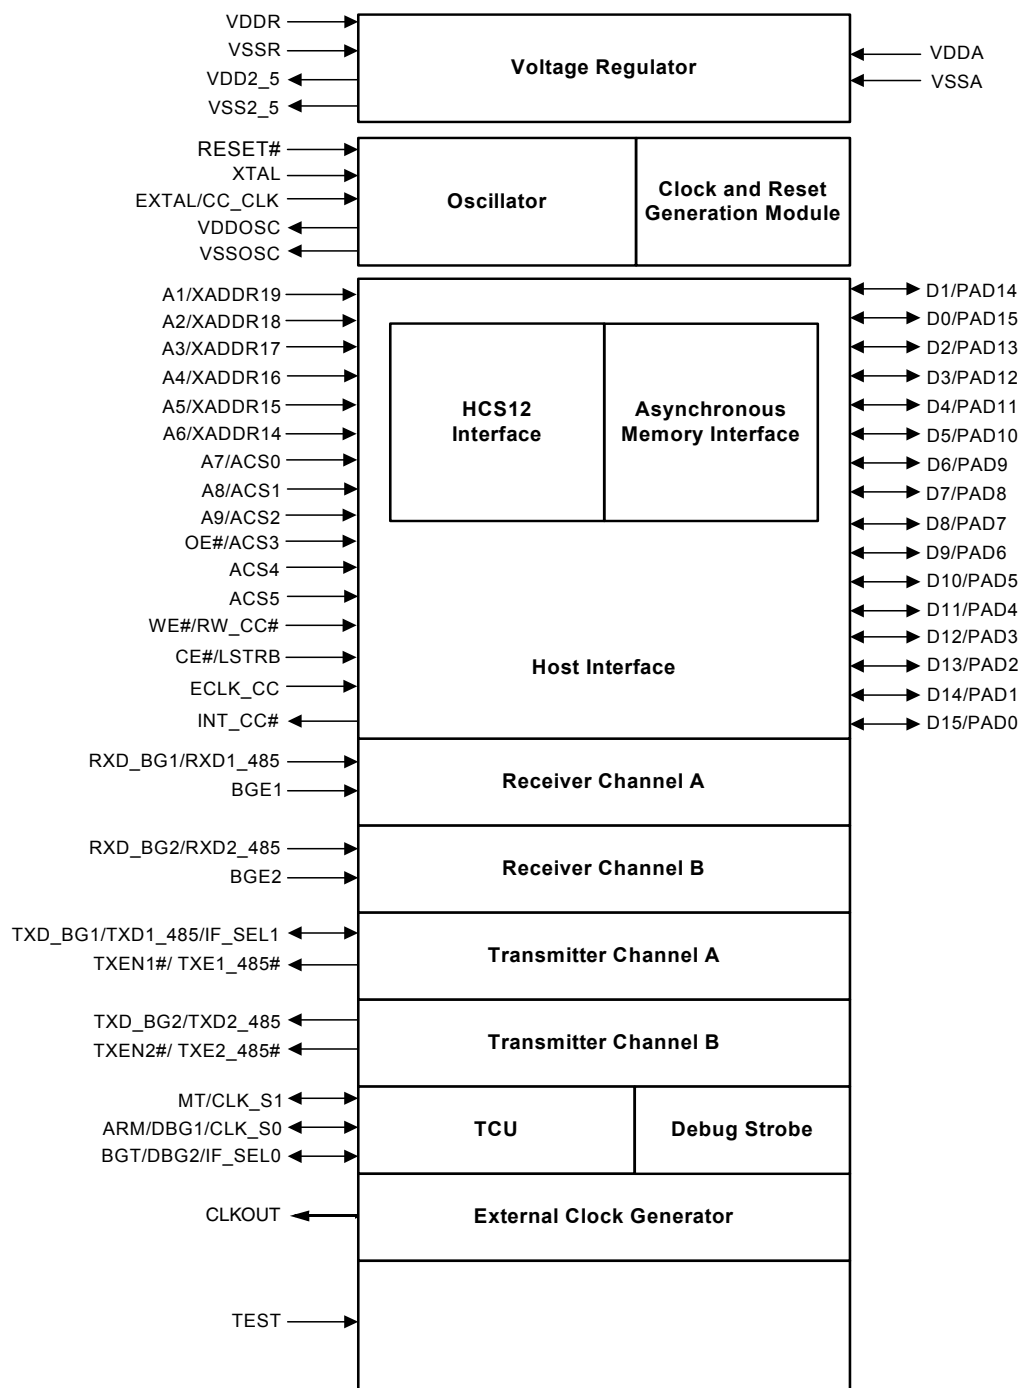 VDDR
VSSR
VDD2_5
VSS2_5
Voltage Regulator
VDDA
VSSA
RESET#
XTAL
EXTAL/CC_CLK
VDDOSC
VSSOSC
Oscillator
Clock and Reset
Generation Module
A1/XADDR19
A2/XADDR18
A3/XADDR17
A4/XADDR16
A5/XADDR15
A6/XADDR14
A7/ACS0
A8/ACS1
A9/ACS2
OE#/ACS3
ACS4
ACS5
WE#/RW_CC#
CE#/LSTRB
ECLK_CC
INT_CC#
HCS12
Interface
Asynchronous
Memory Interface
Host Interface
D1/PAD14
D0/PAD15
D2/PAD13
D3/PAD12
D4/PAD11
D5/PAD10
D6/PAD9
D7/PAD8
D8/PAD7
D9/PAD6
D10/PAD5
D11/PAD4
D12/PAD3
D13/PAD2
D14/PAD1
D15/PAD0
RXD_BG1/RXD1_485
BGE1
Receiver Channel A
RXD_BG2/RXD2_485
BGE2
Receiver Channel B
TXD_BG1/TXD1_485/IF_SEL1
TXEN1#/ TXE1_485#
Transmitter Channel A
TXD_BG2/TXD2_485
TXEN2#/ TXE2_485#
Transmitter Channel B
MT/CLK_S1
ARM/DBG1/CLK_S0
BGT/DBG2/IF_SEL0
TCU
Debug Strobe
CLKOUT
External Clock Generator
TEST